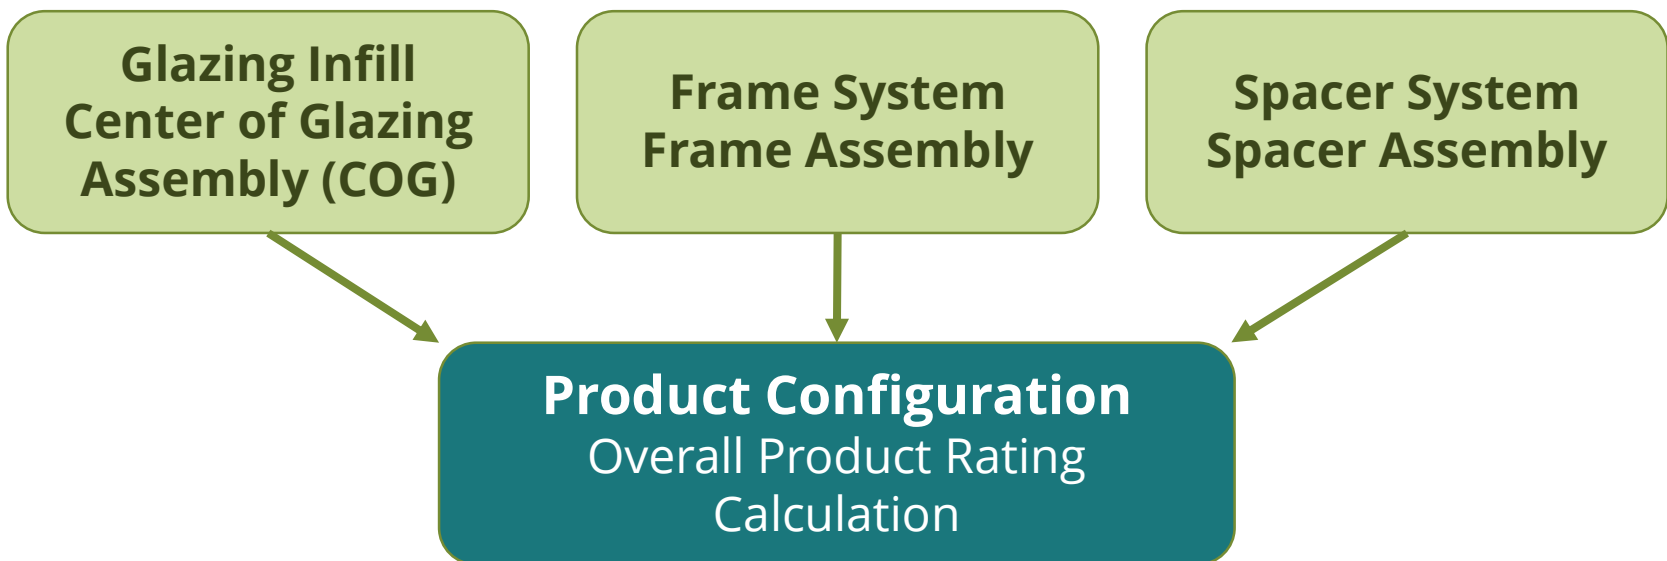 Glazing Infill
Center of Glazing
Assembly (COG)
Frame System
Frame Assembly
Spacer System
Spacer Assembly
Product Configuration
Overall Product Rating
Calculation